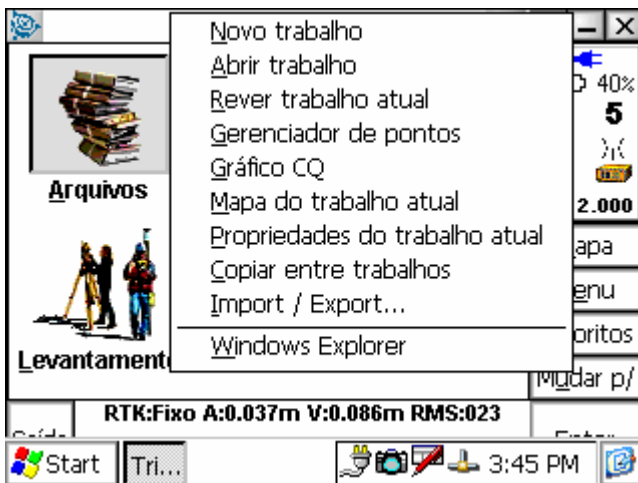 Novo trabalho
Abrir trabalho
Rever trabalho atual
Gerenciador de pontos
Gráfico CQ
Mapa do trabalho atual
Propriedades do trabalho atual
Copiar entre trabalhos
Import / Export...
Windows Explorer
Arquivos
Levantament
40%
5
2.000
apa
enu
oritos
Mudar p/
RTK:Fixo A:0.037m V:0.086m RMS:023
Start
Tri...
3:45 PM